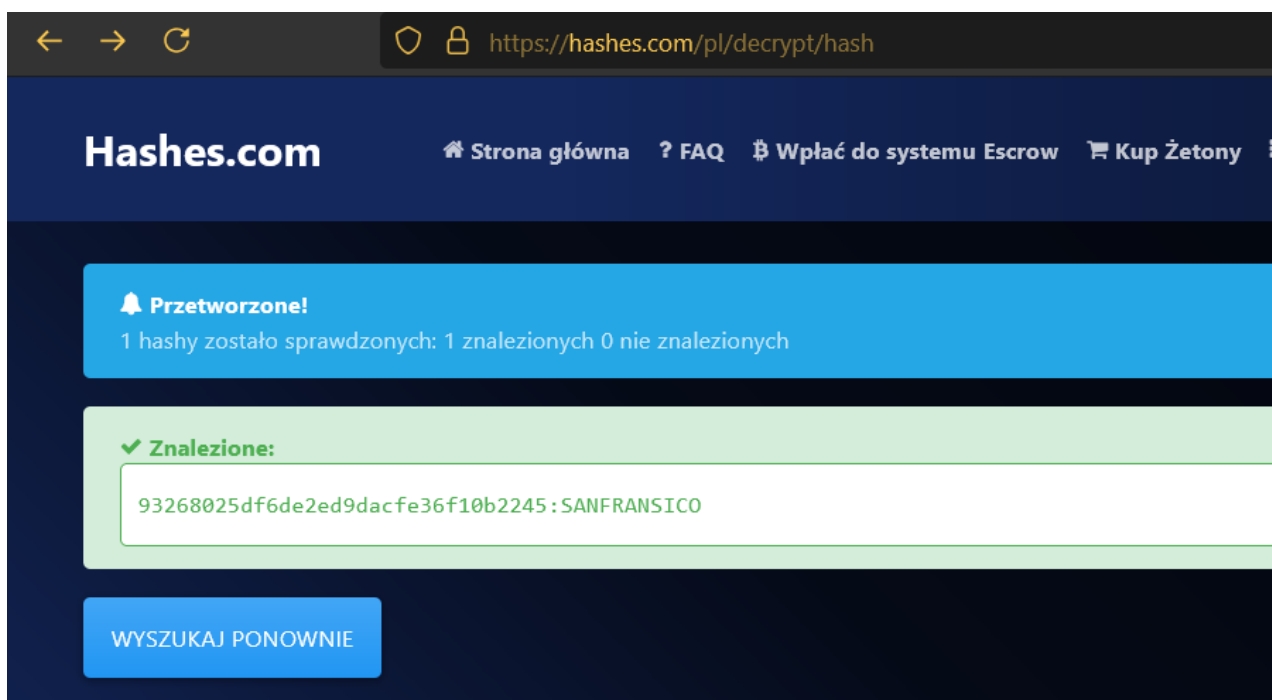 https://hashes.com/pl/decrypt/hash
Hashes.com Strona główna ? FAQ Wpłać do systemu Escrow Kup Żetony
Przetworzone!
1 hashy zostało sprawdzonych: 1 znalezionych 0 nie znalezionych
Znalezione:
93268025df6de2ed9dacfe36f10b2245:SANFRANSICO
WYSZUKAJ PONOWNIE